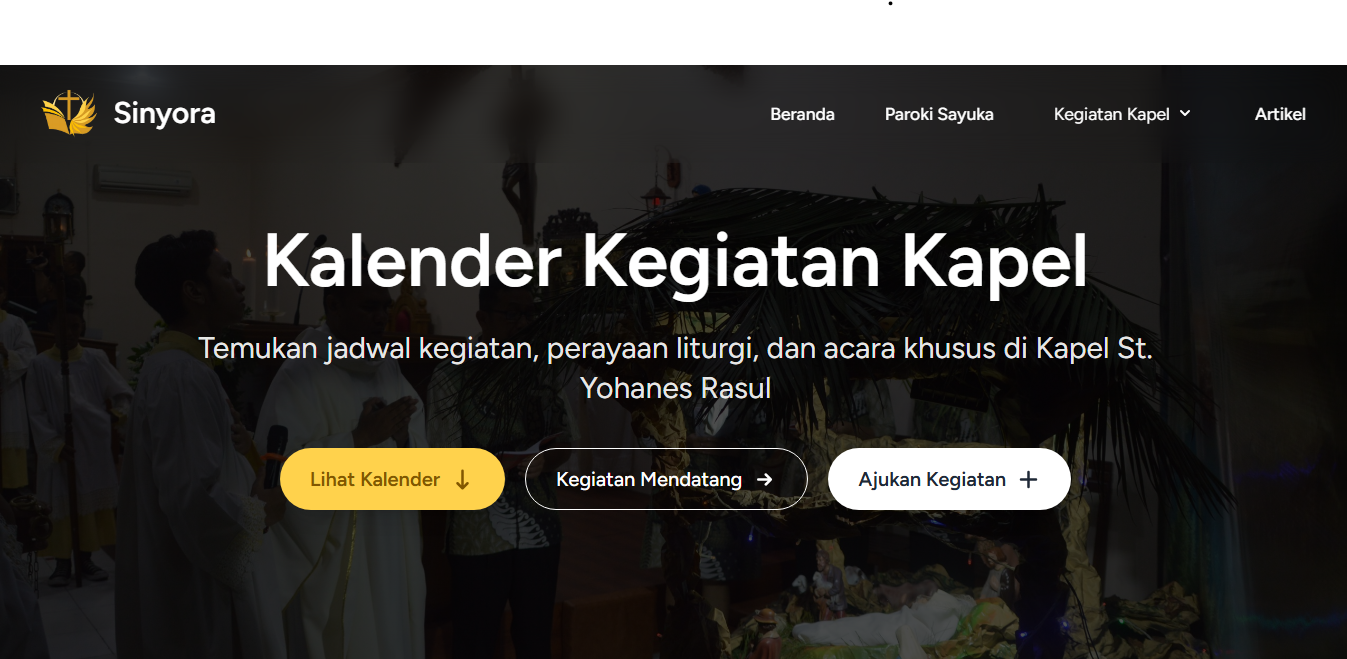 Sinyora
Beranda
Paroki Sayuka
Kegiatan Kapel
Artikel
Kalender Kegiatan Kapel
Temukan jadwal kegiatan, perayaan liturgi, dan acara khusus di Kapel St.
Yohanes Rasul
Lihat Kalender
Kegiatan Mendatang
Ajukan Kegiatan